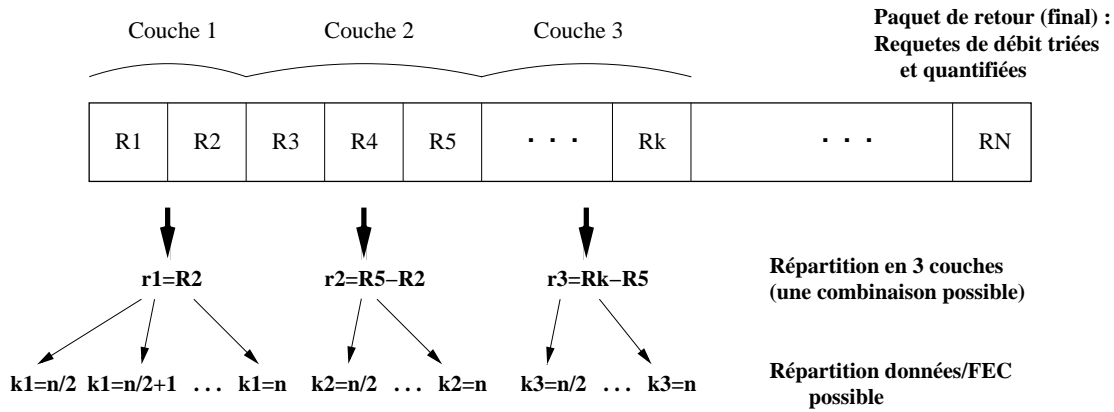 Couche 1 Couche 2 Couche 3
Paquet de retour (final) :
Requetes de débit triées
et quantifiées
R1 R2 R3 R4 R5 . . . Rk . . . RN
r1=R2 r2=R5−R2 r3=Rk−R5
Répartition en 3 couches
(une combinaison possible)
k1=n/2 k1=n/2+1 . . . k1=n k2=n/2 . . . k2=n k3=n/2 . . . k3=n
Répartition données/FEC
possible